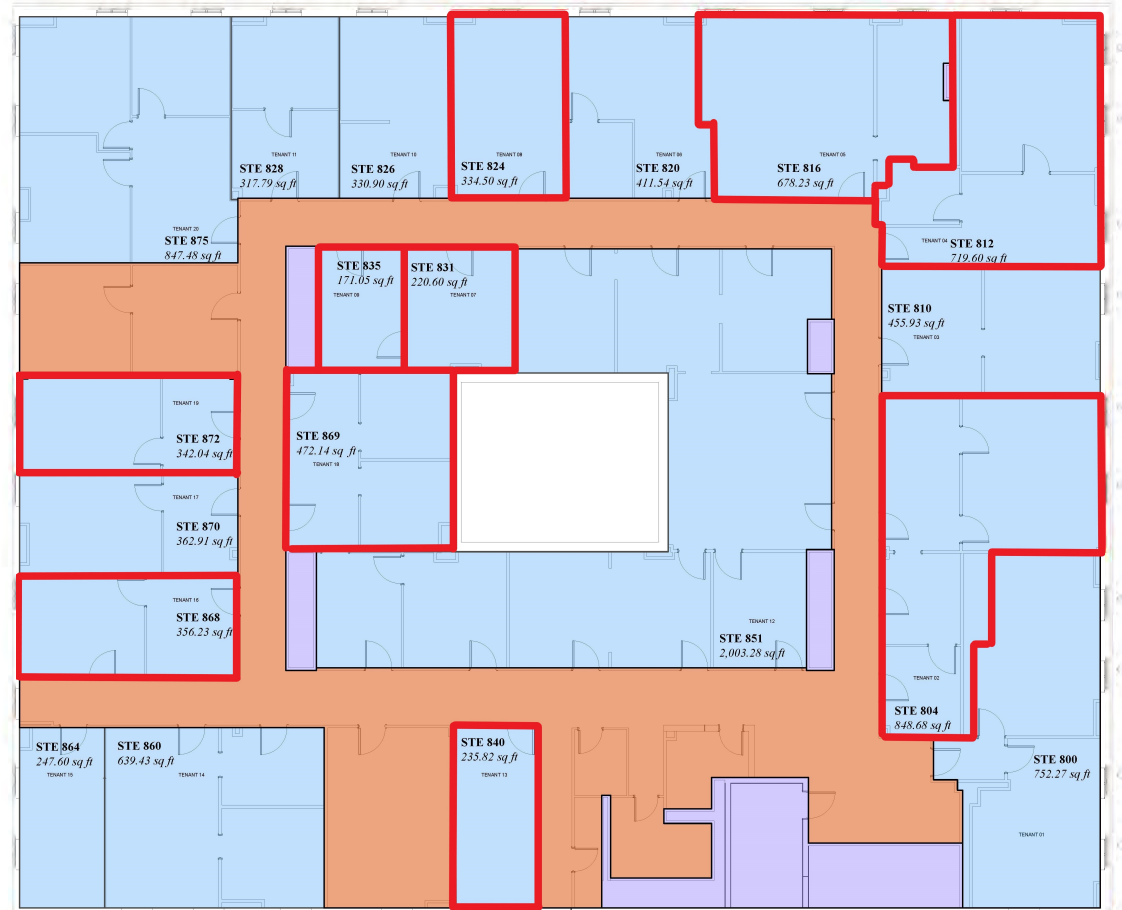 TENANT 11
STE 828
317.79 sq ft
TENANT 10
STE 826
330.90 sq ft
TENANT 09
STE 824
334.50 sq ft
TENANT 06
STE 820
411.54 sq ft
TENANT 05
STE 816
678.23 sq ft
TENANT 20
STE 875
847.48 sq ft
TENANT 04
STE 812
719.60 sq ft
STE 835
171.05 sq ft
STE 831
220.60 sq ft
TENANT 07
STE 810
455.93 sq ft
TENANT 03
TENANT 19
STE 872
342.04 sq ft
STE 869
472.14 sq ft
TENANT 18
TENANT 17
STE 870
362.91 sq ft
TENANT 16
STE 868
356.23 sq ft
TENANT 12
STE 851
2,003.28 sq ft
TENANT 02
STE 804
848.68 sq ft
STE 864
247.60 sq ft
TENANT 15
STE 860
639.43 sq ft
TENANT 14
STE 840
235.82 sq ft
TENANT 13
STE 800
752.27 sq ft
TENANT 01